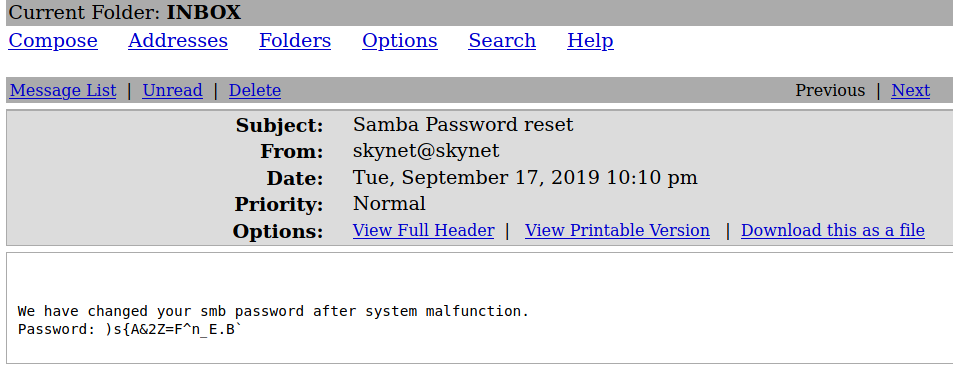 Current Folder: INBOX
Compose Addresses Folders Options Search Help
Message List | Unread | Delete Previous | Next
Subject: Samba Password reset
From: skynet@skynet
Date: Tue, September 17, 2019 10:10 pm
Priority: Normal
Options: View Full Header | View Printable Version | Download this as a file
We have changed your smb password after system malfunction.
Password: )s{A&2Z=F^n_E.B`